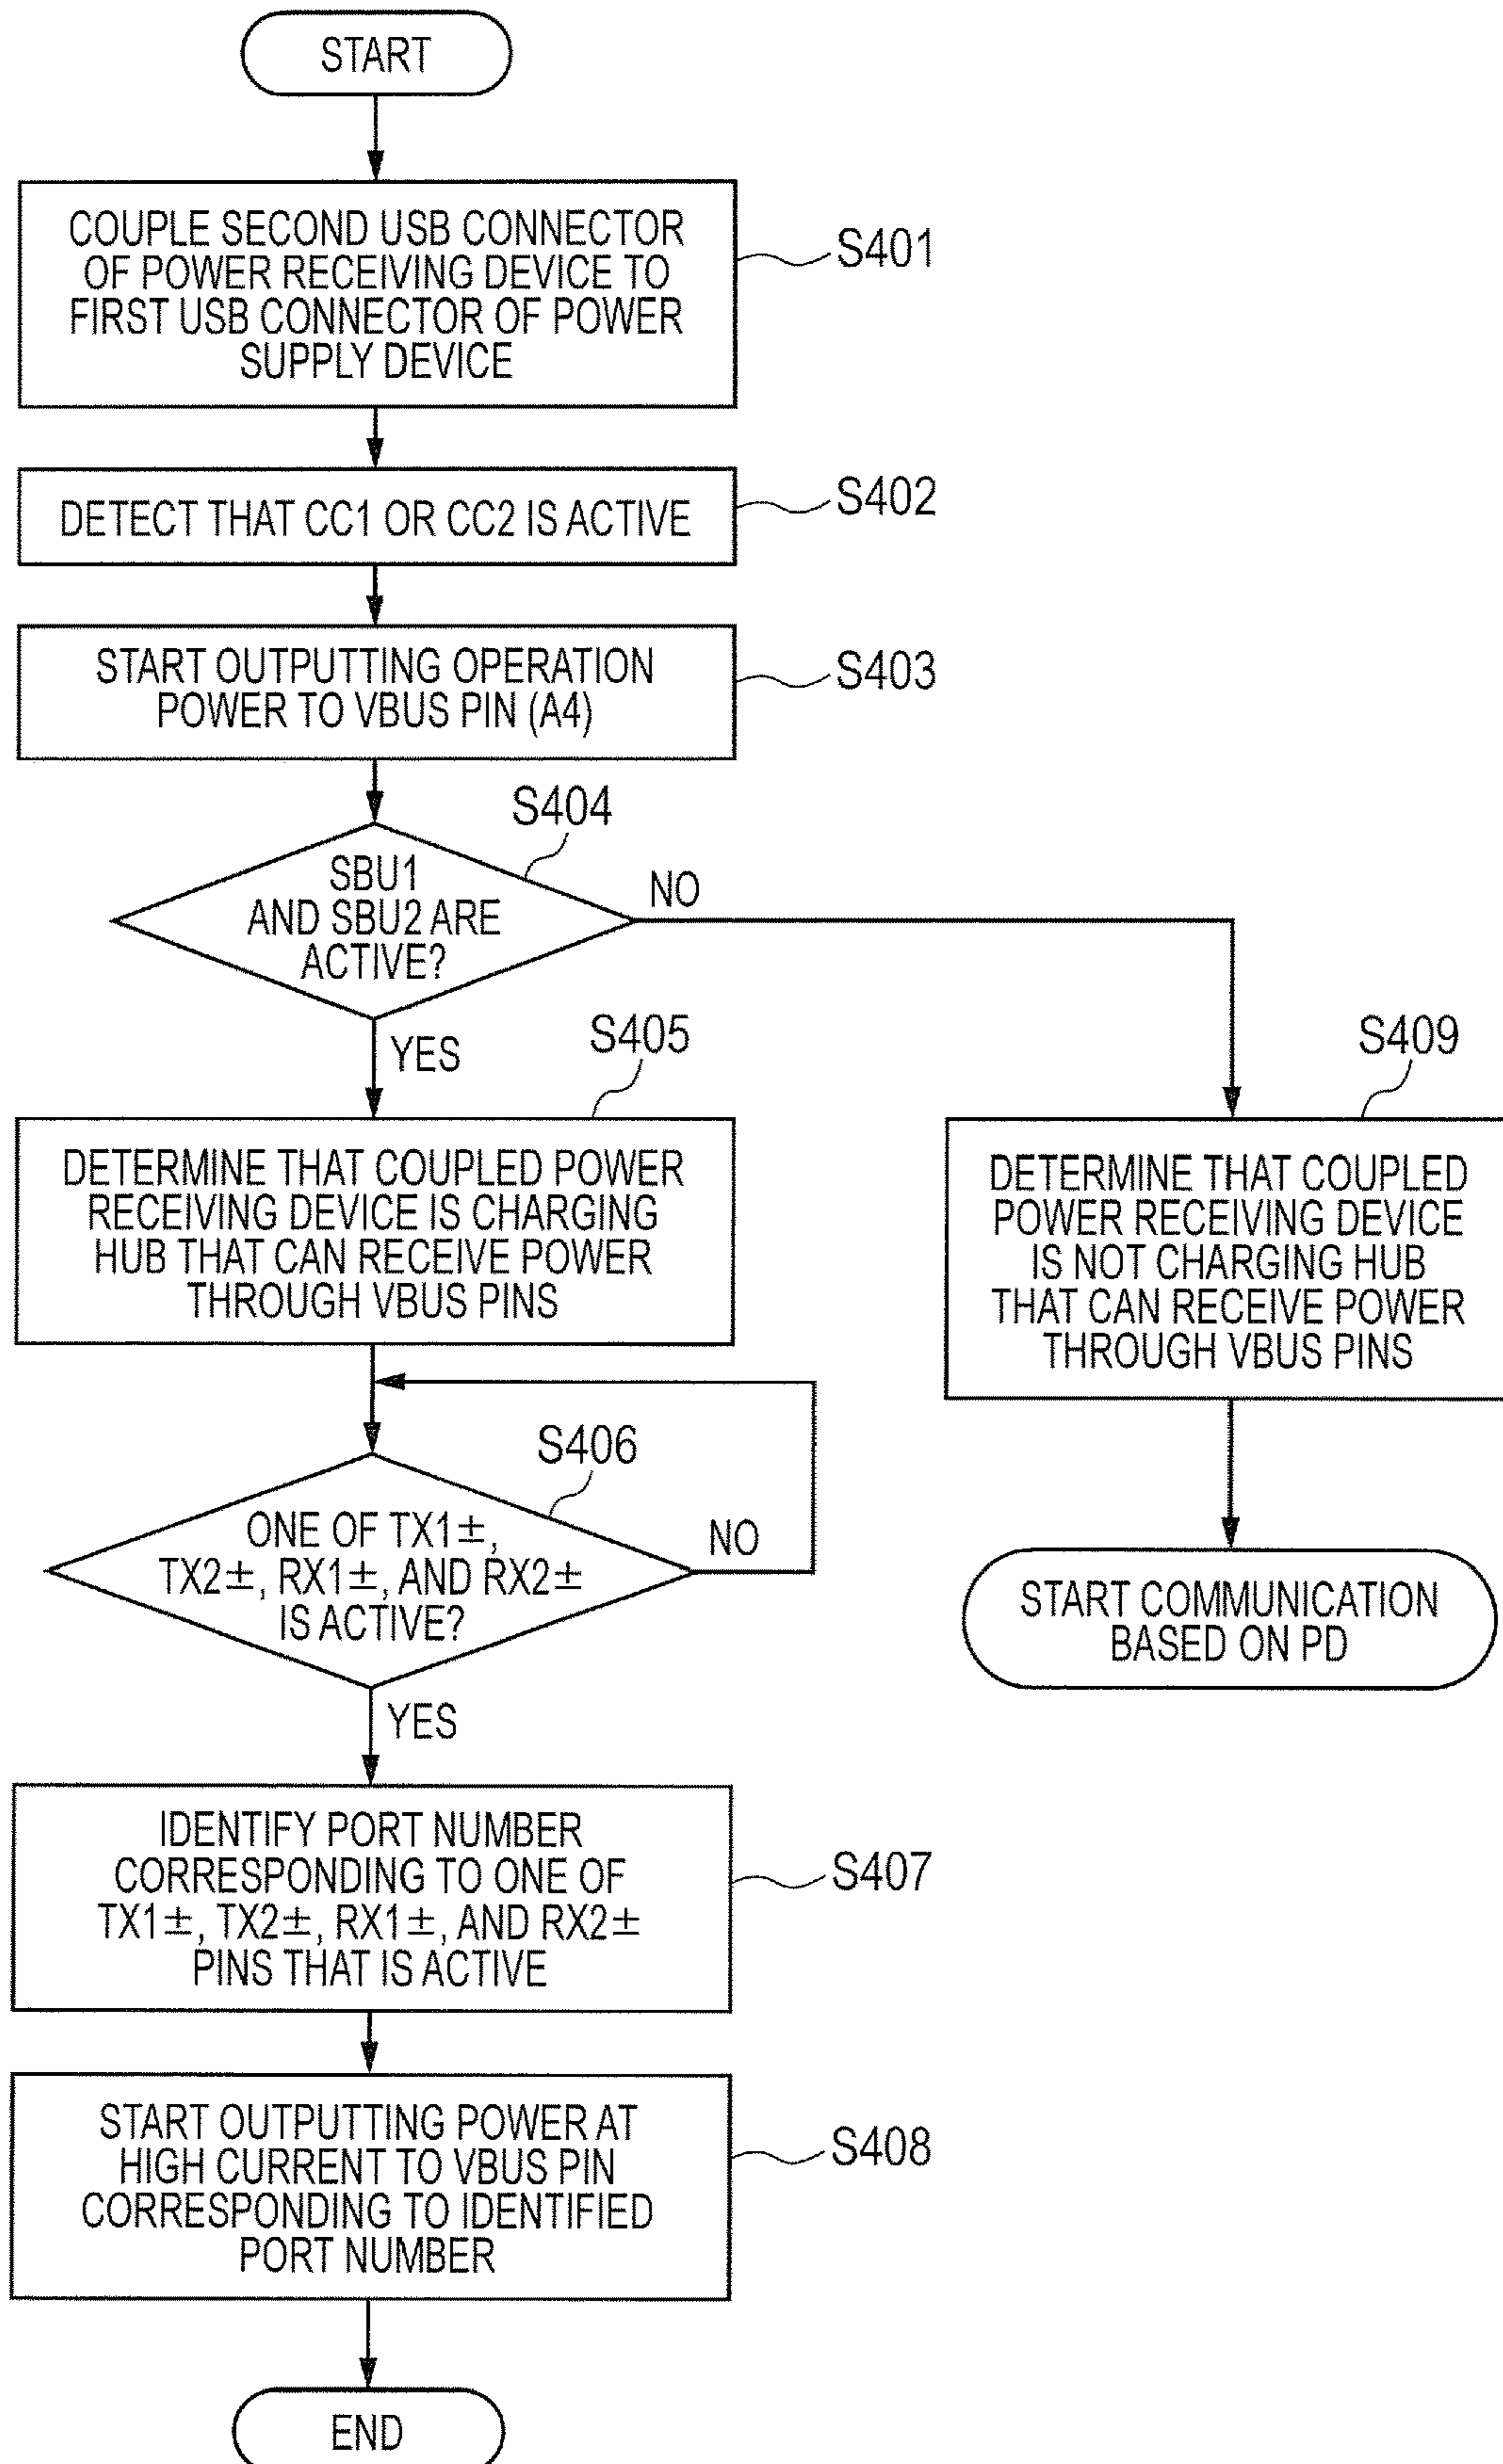 START
COUPLE SECOND USB CONNECTOR
OF POWER RECEIVING DEVICE TO
FIRST USB CONNECTOR OF POWER
SUPPLY DEVICE
S401
DETECT THAT CC1 OR CC2 IS ACTIVE
S402
START OUTPUTTING OPERATION
POWER TO VBUS PIN (A4)
S403
S404
SBU1
AND SBU2 ARE
ACTIVE?
NO
YES
S405
DETERMINE THAT COUPLED POWER
RECEIVING DEVICE IS CHARGING
HUB THAT CAN RECEIVE POWER
THROUGH VBUS PINS
S409
DETERMINE THAT COUPLED
POWER RECEIVING DEVICE
IS NOT CHARGING HUB
THAT CAN RECEIVE POWER
THROUGH VBUS PINS
S406
ONE OF TX1±,
TX2±, RX1±, AND RX2±
IS ACTIVE?
NO
YES
START COMMUNICATION
BASED ON PD
IDENTIFY PORT NUMBER
CORRESPONDING TO ONE OF
TX1±, TX2±, RX1±, AND RX2±
PINS THAT IS ACTIVE
S407
START OUTPUTTING POWER AT
HIGH CURRENT TO VBUS PIN
CORRESPONDING TO IDENTIFIED
PORT NUMBER
S408
END